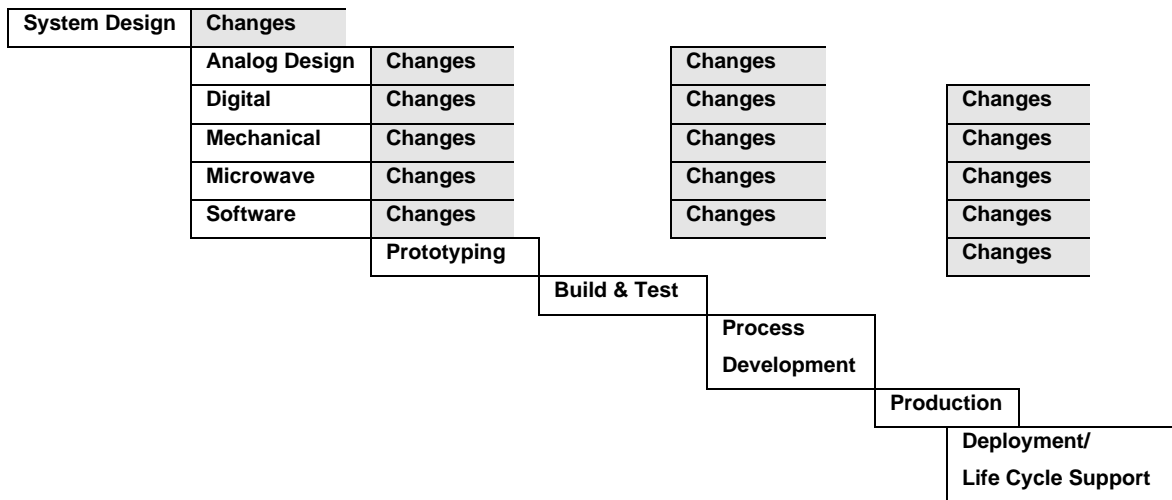 System Design Changes
Analog Design Changes Changes
Digital Changes Changes Changes
Mechanical Changes Changes Changes
Microwave Changes Changes Changes
Software Changes Changes Changes
Prototyping Changes
Build & Test
Process
Development
Production
Deployment/
Life Cycle Support